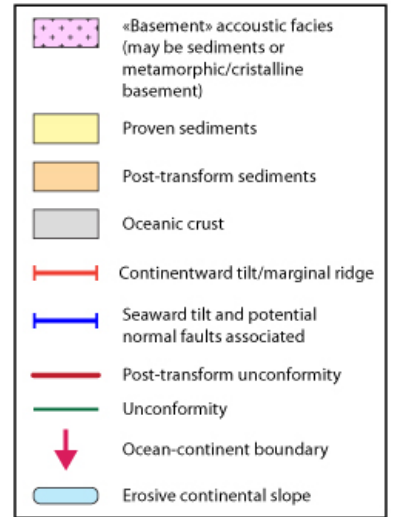 «Basement» accoustic facies
(may be sediments or
metamorphic/cristalline
basement)
Proven sediments
Post-transform sediments
Oceanic crust
Continentward tilt/marginal ridge
Seaward tilt and potential
normal faults associated
Post-transform unconformity
Unconformity
Ocean-continent boundary
Erosive continental slope